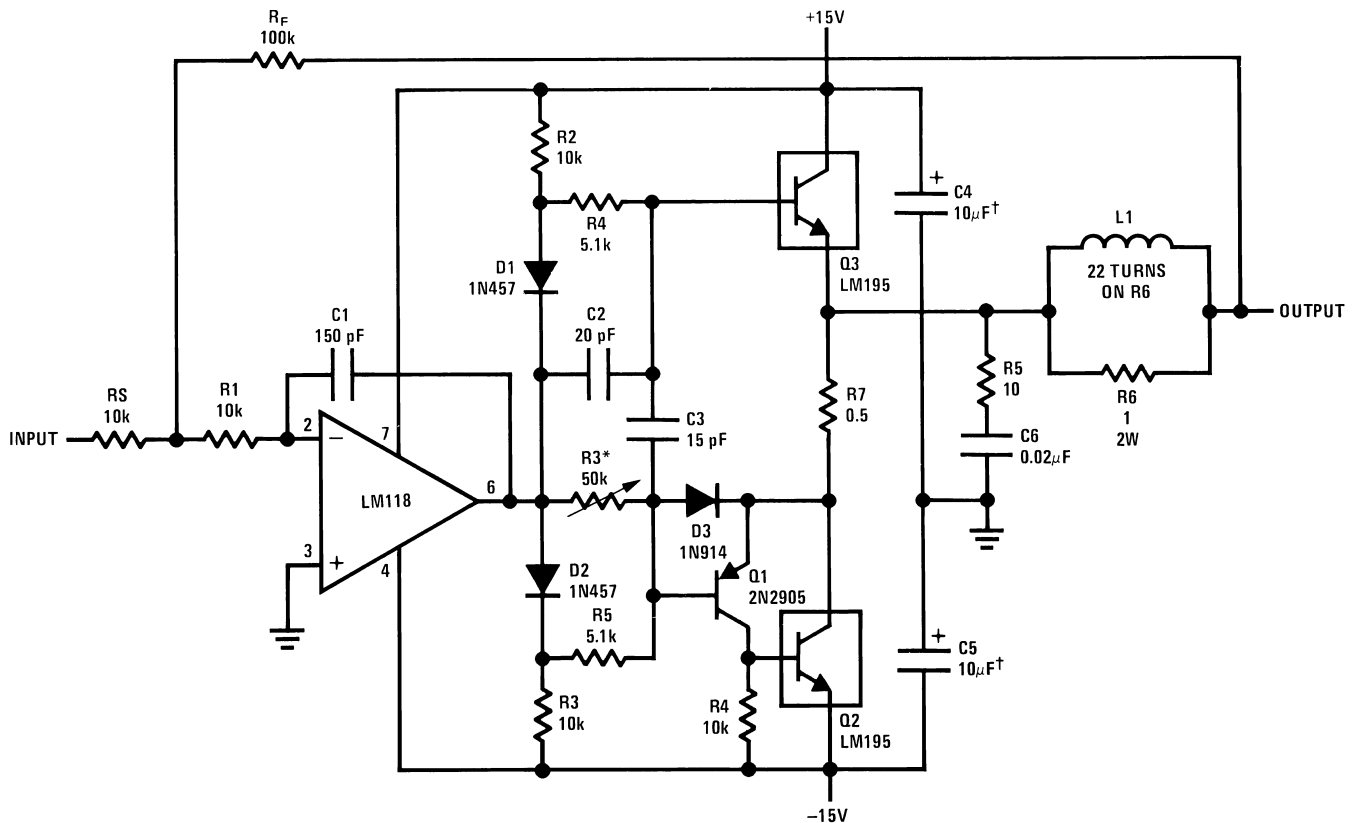 RF
100k
+15V
R2
10k
R4
5.1k
D1
1N457
Q3
LM195
+
C4
10μF†
L1
22 TURNS
ON R6
OUTPUT
R6
1
2W
C1
150 pF
C2
20 pF
R7
0.5
R5
10
C6
0.02μF
INPUT
RS
10k
R1
10k
2
−
7
LM118
6
3
+
4
R3*
50k
C3
15 pF
D3
1N914
D2
1N457
R5
5.1k
Q1
2N2905
R3
10k
R4
10k
Q2
LM195
+
C5
10μF†
−15V